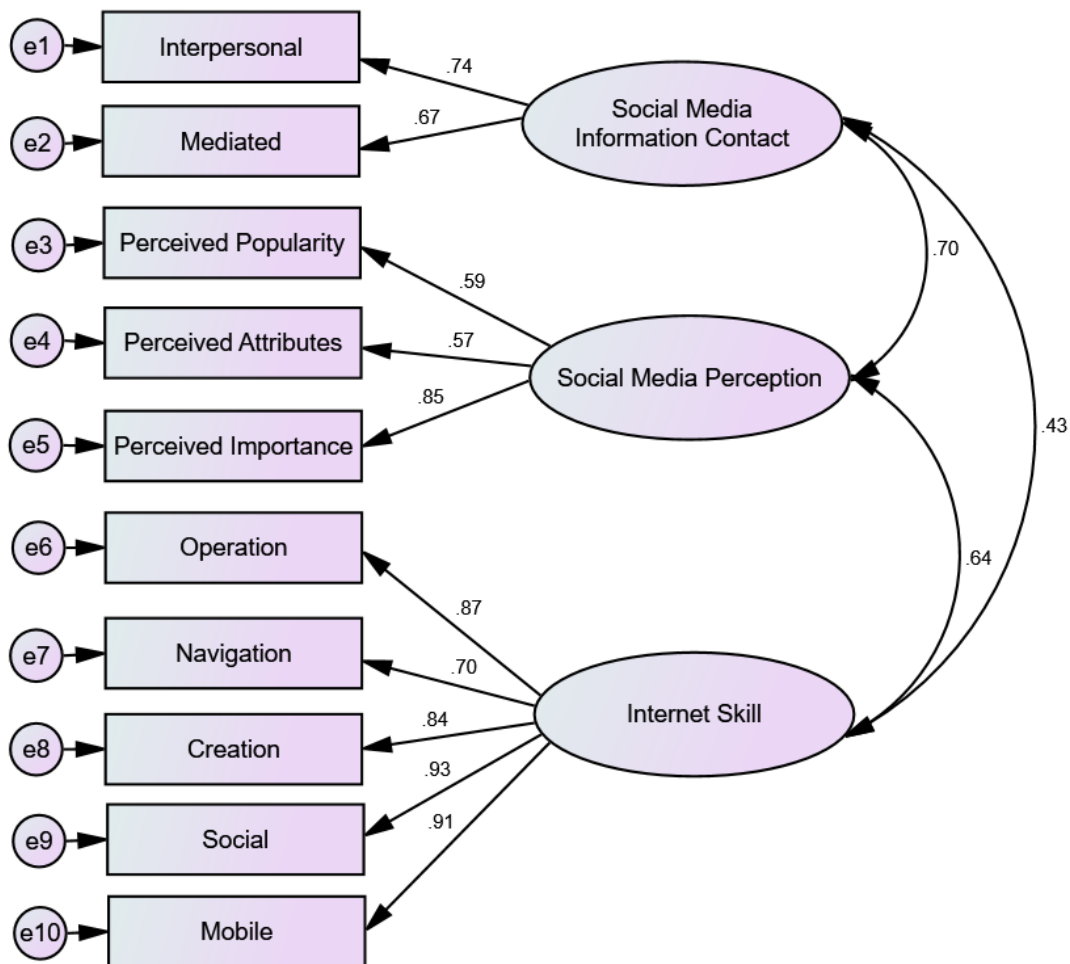 e1
Interpersonal
.74
Social Media
Information Contact
e2
Mediated
.67
e3
Perceived Popularity
.59
.70
e4
Perceived Attributes
.57
Social Media Perception
e5
Perceived Importance
.85
.43
e6
Operation
.87
.64
e7
Navigation
.70
Internet Skill
e8
Creation
.84
e9
Social
.93
e10
Mobile
.91